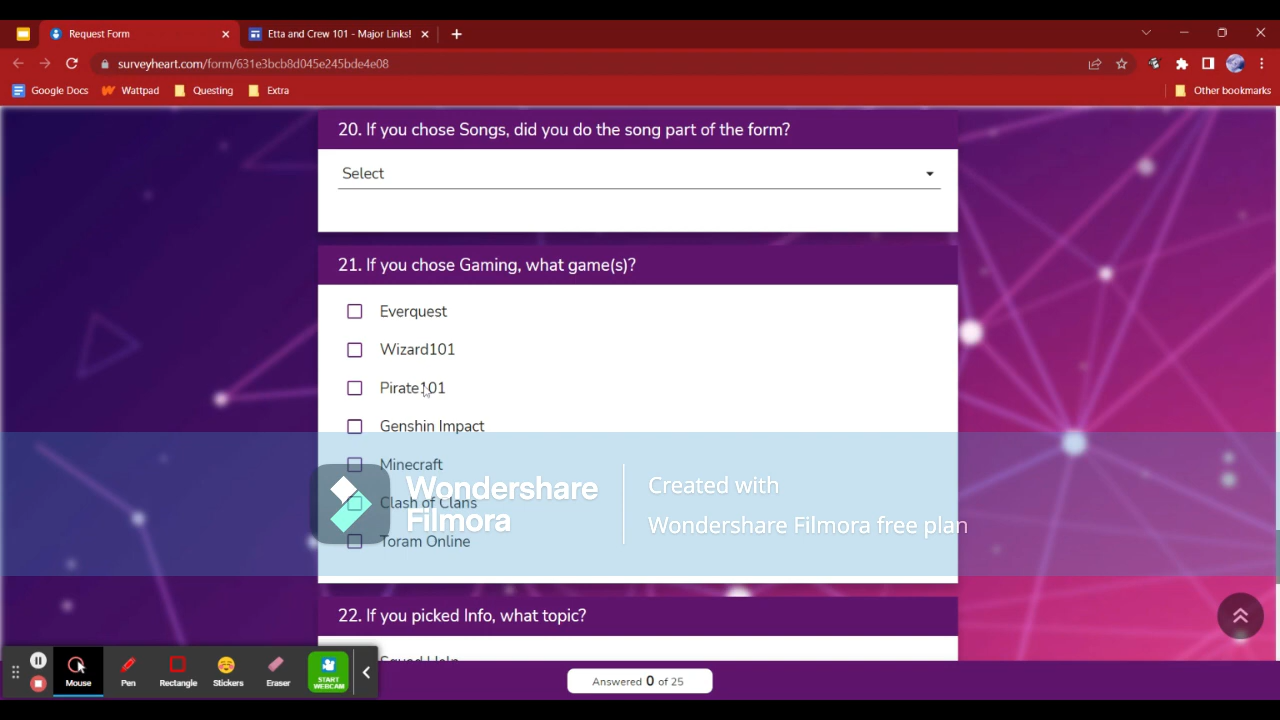 Request Form
Etta and Crew 101 - Major Links!
surveyheart.com/form/631e3bcb8d045e245bde4e08
Google Docs
Wattpad
Questing
Extra
Other bookmarks
20. If you chose Songs, did you do the song part of the form?
Select
21. If you chose Gaming, what game(s)?
Everquest
Wizard101
Pirate101
Genshin Impact
Minecraft
Clash of Clans
Toram Online
Wondershare
Filmora
Created with
Wondershare Filmora free plan
22. If you picked Info, what topic?
Squad Help
Mouse
Pen
Rectangle
Stickers
Eraser
START
WEBCAM
Answered 0 of 25